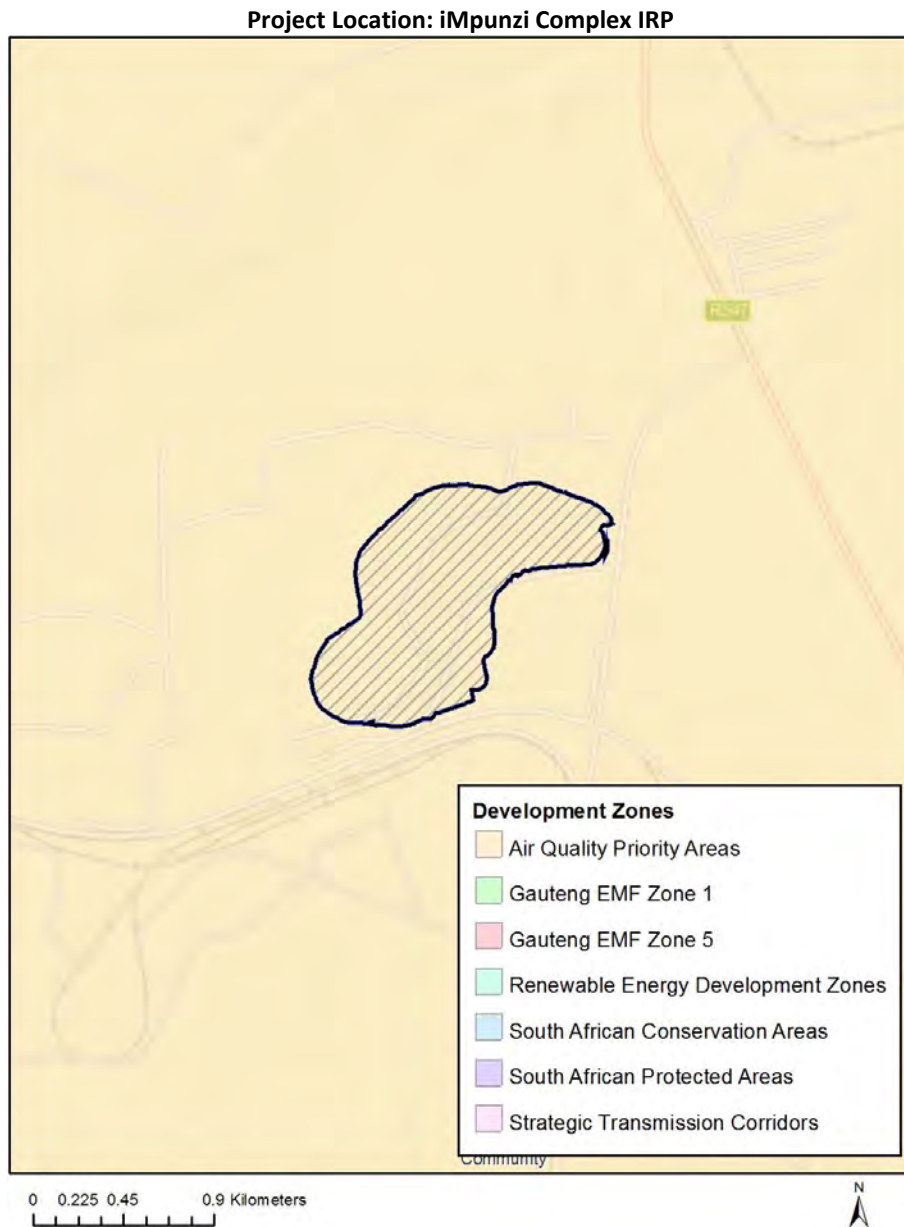 Project Location: iMpunzi Complex IRP
R547
Development Zones
Air Quality Priority Areas
Gauteng EMF Zone 1
Gauteng EMF Zone 5
Renewable Energy Development Zones
South African Conservation Areas
South African Protected Areas
Strategic Transmission Corridors
Community
0 0.225 0.45 0.9 Kilometers
N